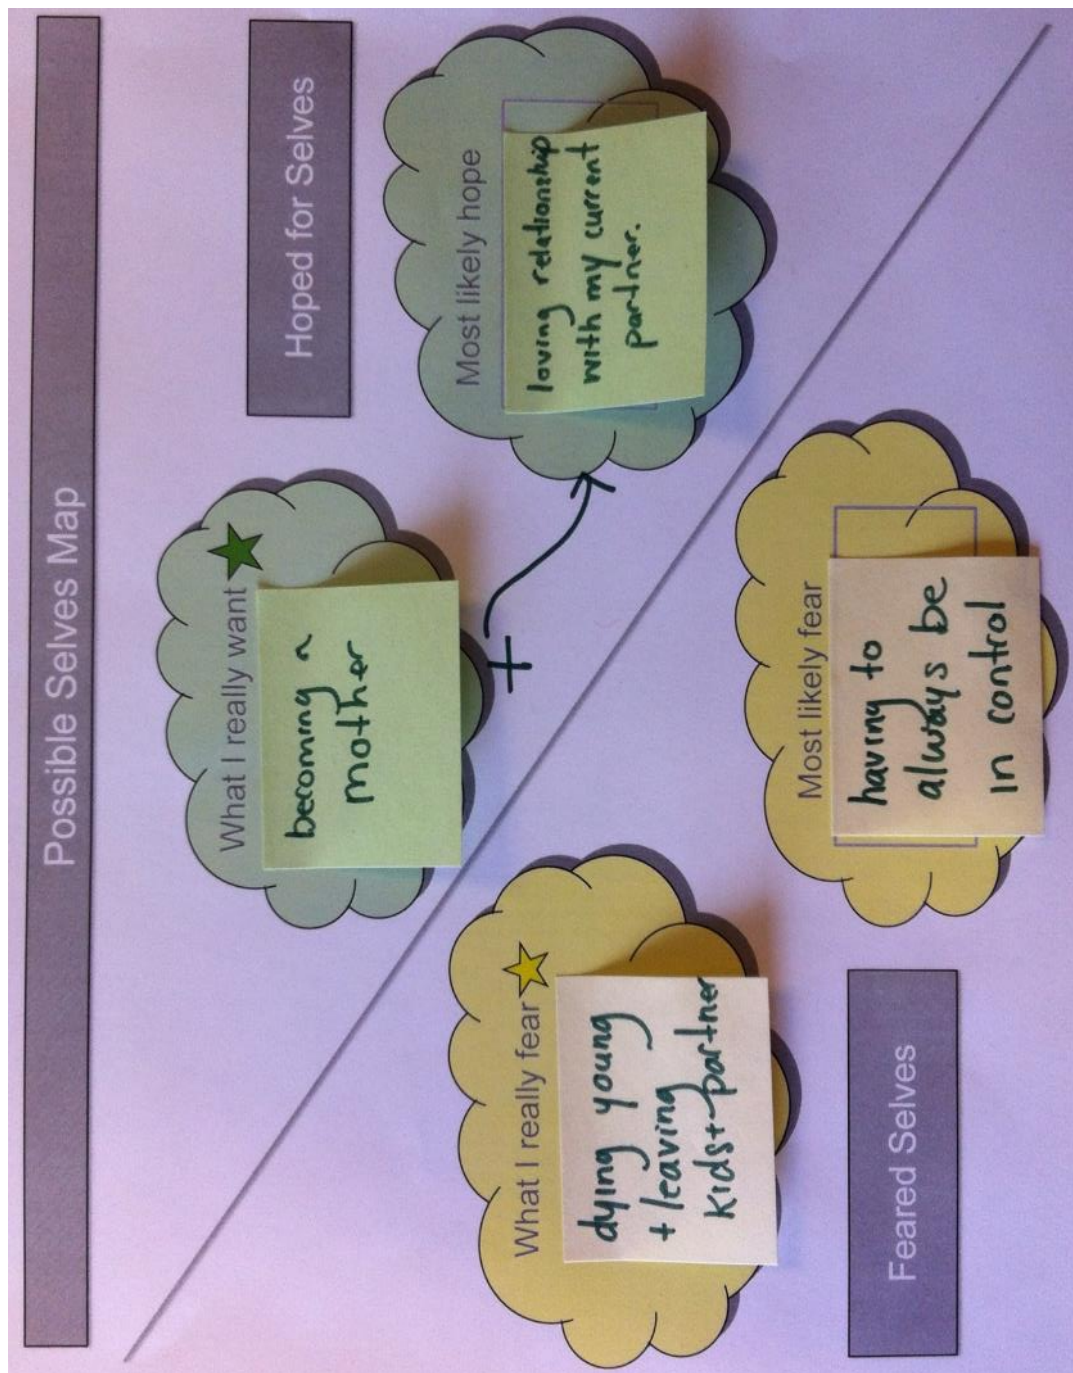 Possible Selves Map
Hoped for Selves
What I really want
becoming a
mother
+
Most likely hope
loving relationship
with my current
partner.
What I really fear
dying young
+ leaving
kids + partner
Most likely fear
having to
always be
in control
Feared Selves